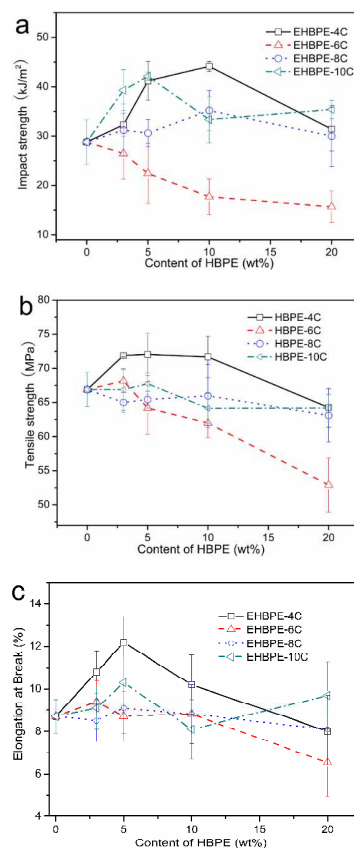 a
50
40
30
20
10
Impact strength (kJ/m²)
EHBPE-4C
EHBPE-6C
EHBPE-8C
EHBPE-10C
0 5 10 15 20
Content of HBPE (wt%)
b
80
75
70
65
60
55
50
Tensile strength (MPa)
HBPE-4C
HBPE-6C
HBPE-8C
HBPE-10C
0 5 10 15 20
Content of HBPE (wt%)
c
14
12
10
8
6
4
Elongation at Break (%)
EHBPE-4C
EHBPE-6C
EHBPE-8C
EHBPE-10C
0 5 10 15 20
Content of HBPE (wt%)